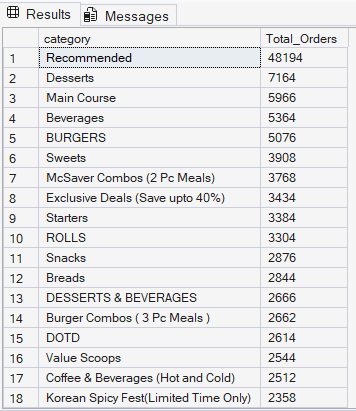 Results Messages
category Total_Orders
1 Recommended 48194
2 Desserts 7164
3 Main Course 5966
4 Beverages 5364
5 BURGERS 5076
6 Sweets 3908
7 McSaver Combos (2 Pc Meals) 3768
8 Exclusive Deals (Save upto 40%) 3434
9 Starters 3384
10 ROLLS 3304
11 Snacks 2876
12 Breads 2844
13 DESSERTS & BEVERAGES 2666
14 Burger Combos ( 3 Pc Meals ) 2662
15 DOTD 2614
16 Value Scoops 2544
17 Coffee & Beverages (Hot and Cold) 2512
18 Korean Spicy Fest(Limited Time Only) 2358